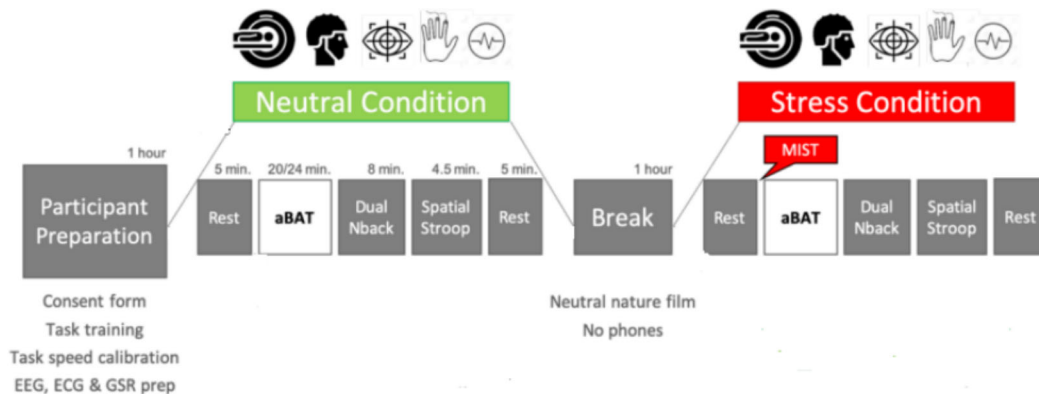 Neutral Condition
Stress Condition
MIST
1 hour
5 min.
20/24 min.
8 min.
4.5 min.
5 min.
1 hour
Participant
Preparation
Rest
aBAT
Dual
Nback
Spatial
Stroop
Rest
Break
Rest
aBAT
Dual
Nback
Spatial
Stroop
Rest
Consent form
Task training
Task speed calibration
EEG, ECG & GSR prep
Neutral nature film
No phones